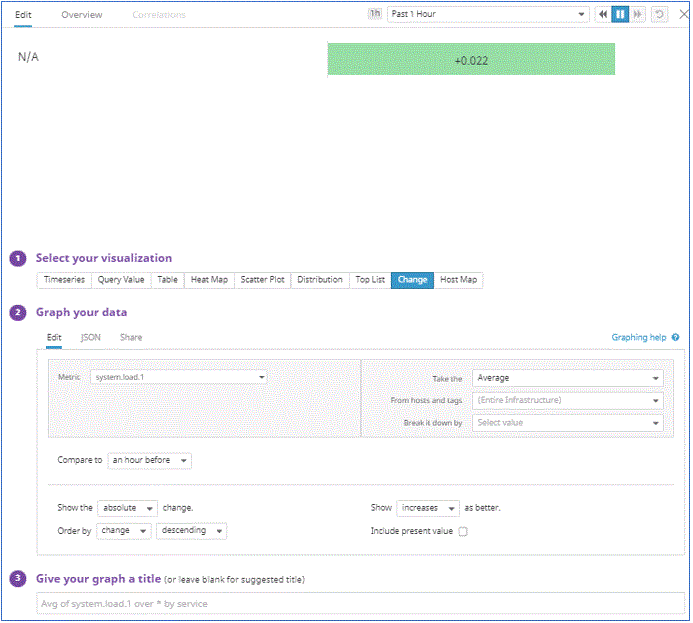 Edit Overview Correlations 1h Past 1 Hour
N/A +0.022
1 Select your visualization
Timeseries Query Value Table Heat Map Scatter Plot Distribution Top List Change Host Map
2 Graph your data
Edit JSON Share Graphing help ?
Metric system.load.1 Take the Average
From hosts and tags (Entire Infrastructure)
Break it down by Select value
Compare to an hour before
Show the absolute change. Show increases as better.
Order by change descending Include present value
3 Give your graph a title (or leave blank for suggested title)
Avg of system.load.1 over * by service